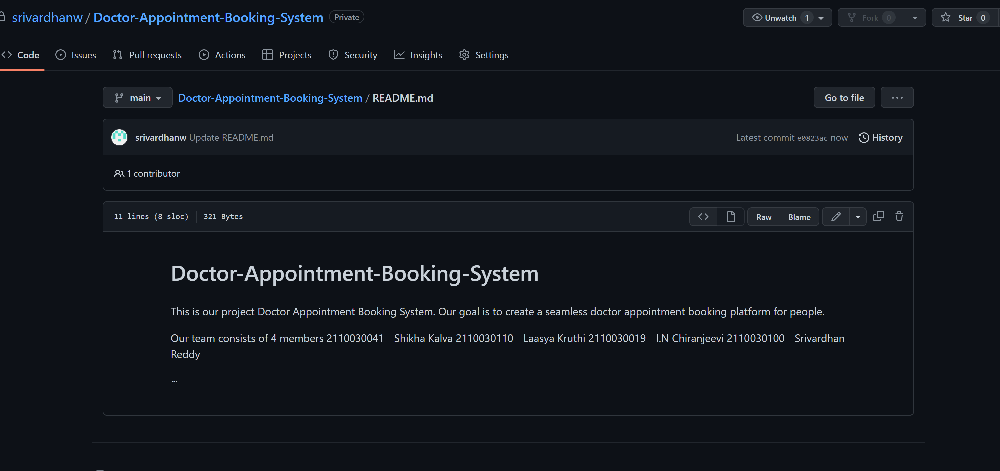 srivardhanw / Doctor-Appointment-Booking-System Private Unwatch 1 Fork 0 Star 0
Code Issues Pull requests Actions Projects Security Insights Settings
main Doctor-Appointment-Booking-System / README.md Go to file ...
srivardhanw Update README.md Latest commit e0823ac now History
1 contributor
11 lines (8 sloc) 321 Bytes <> Raw Blame
Doctor-Appointment-Booking-System
This is our project Doctor Appointment Booking System. Our goal is to create a seamless doctor appointment booking platform for people.
Our team consists of 4 members 2110030041 - Shikha Kalva 2110030110 - Laasya Kruthi 2110030019 - I.N Chiranjeevi 2110030100 - Srivardhan
Reddy
~